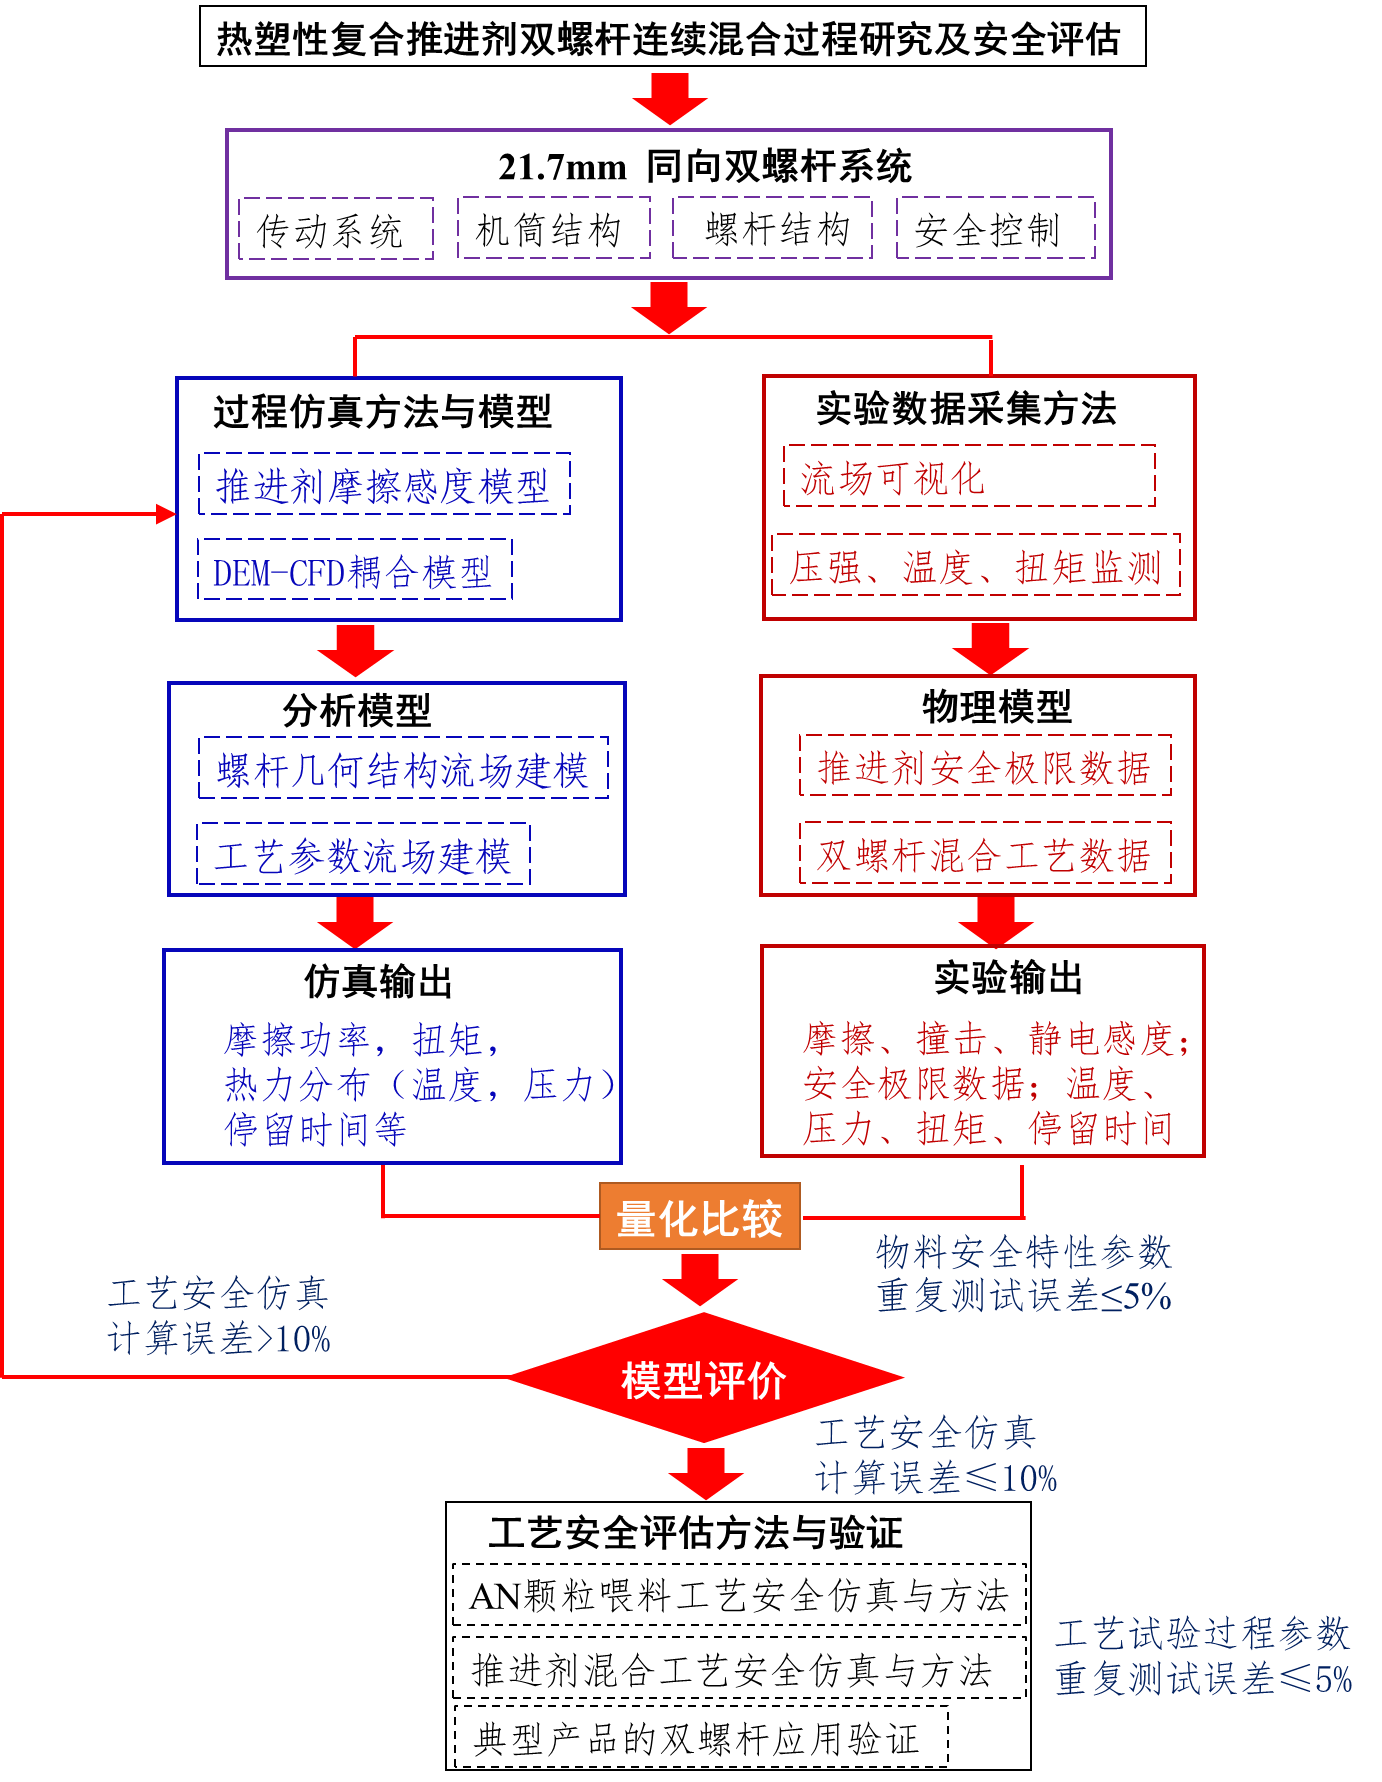 热塑性复合推进剂双螺杆连续混合过程研究及安全评估
21.7mm 同向双螺杆系统
传动系统
机筒结构
螺杆结构
安全控制
过程仿真方法与模型
推进剂摩擦感度模型
DEM-CFD耦合模型
实验数据采集方法
流场可视化
压强、温度、扭矩监测
分析模型
螺杆几何结构流场建模
工艺参数流场建模
物理模型
推进剂安全极限数据
双螺杆混合工艺数据
仿真输出
摩擦功率，扭矩，
热力分布（温度，压力）
停留时间等
实验输出
摩擦、撞击、静电感度；
安全极限数据；温度、
压力、扭矩、停留时间
量化比较
物料安全特性参数
重复测试误差≤5%
工艺安全仿真
计算误差>10%
模型评价
工艺安全仿真
计算误差≤10%
工艺安全评估方法与验证
AN颗粒喂料工艺安全仿真与方法
推进剂混合工艺安全仿真与方法
典型产品的双螺杆应用验证
工艺试验过程参数
重复测试误差≤5%